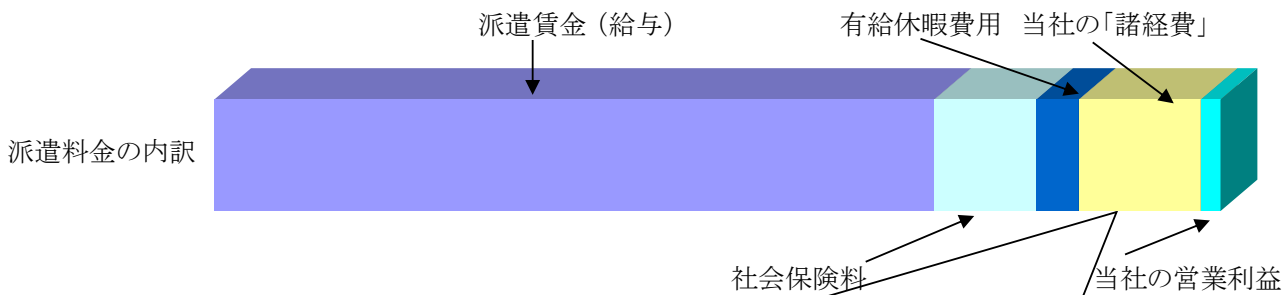 派遣賃金（給与）
有給休暇費用
当社の「諸経費」
派遣料金の内訳
社会保険料
当社の営業利益